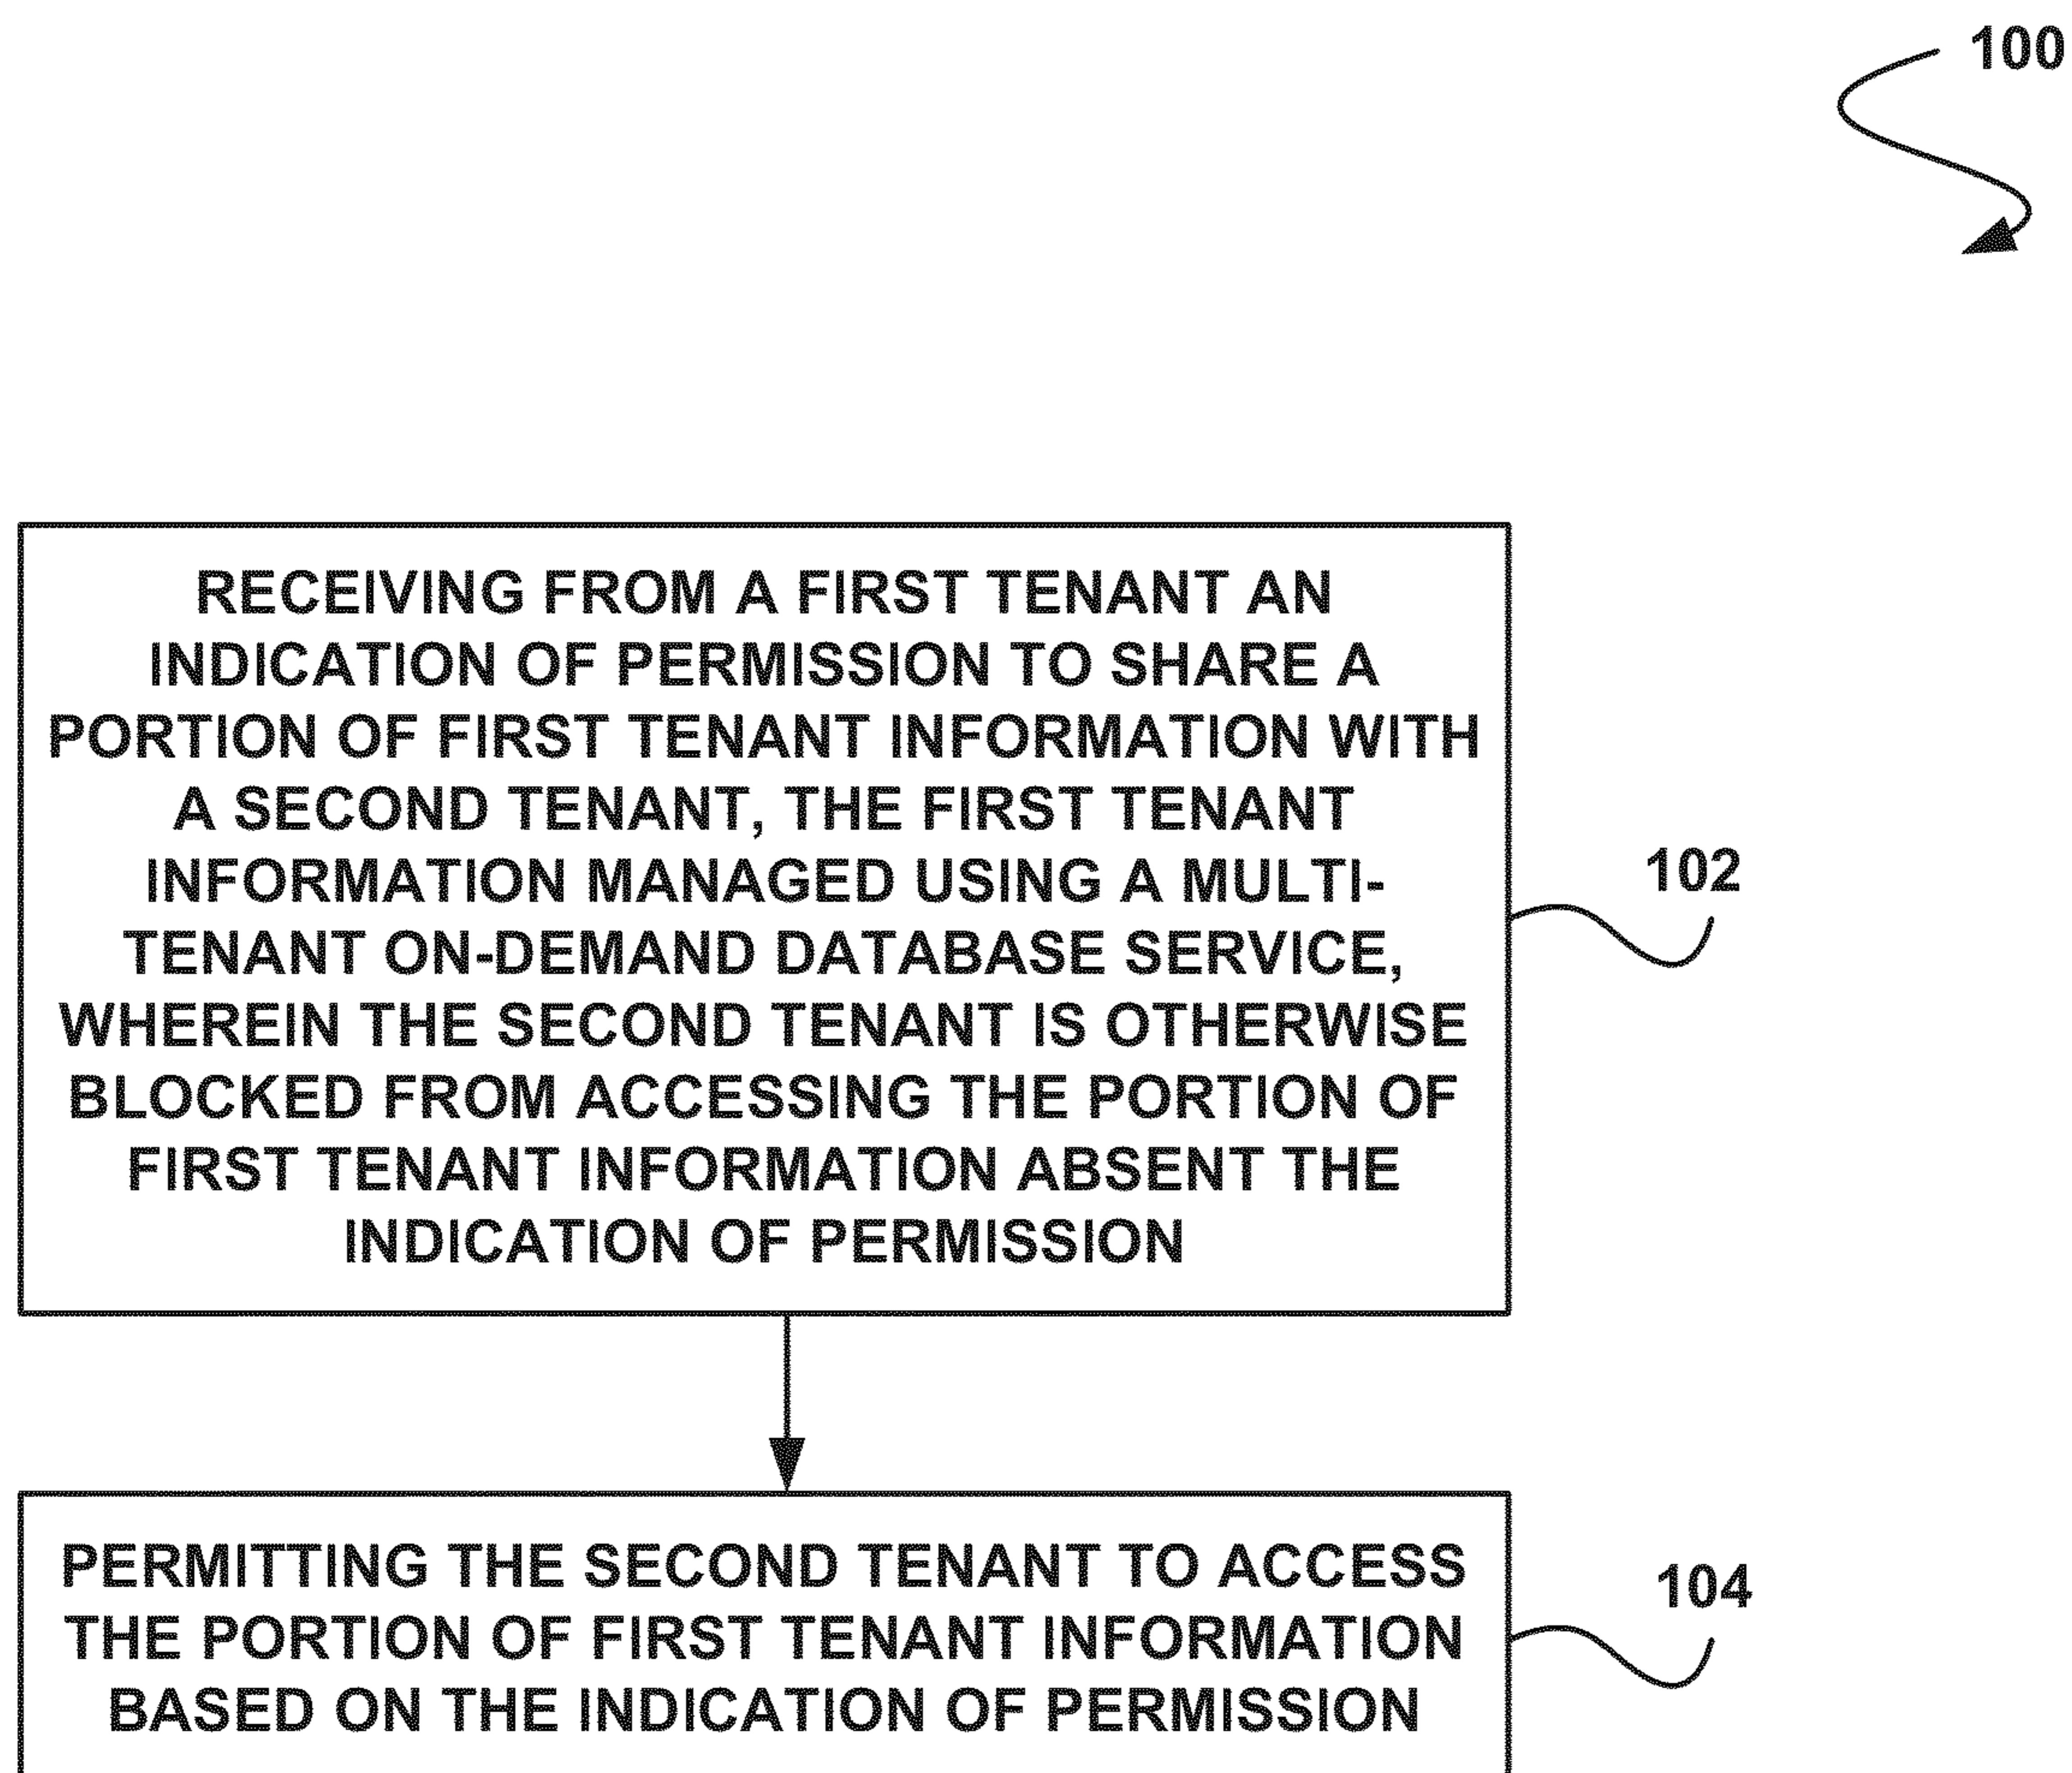 100
RECEIVING FROM A FIRST TENANT AN
INDICATION OF PERMISSION TO SHARE A
PORTION OF FIRST TENANT INFORMATION WITH
A SECOND TENANT, THE FIRST TENANT
INFORMATION MANAGED USING A MULTI-
TENANT ON-DEMAND DATABASE SERVICE,
WHEREIN THE SECOND TENANT IS OTHERWISE
BLOCKED FROM ACCESSING THE PORTION OF
FIRST TENANT INFORMATION ABSENT THE
INDICATION OF PERMISSION
102
PERMITTING THE SECOND TENANT TO ACCESS
THE PORTION OF FIRST TENANT INFORMATION
BASED ON THE INDICATION OF PERMISSION
104